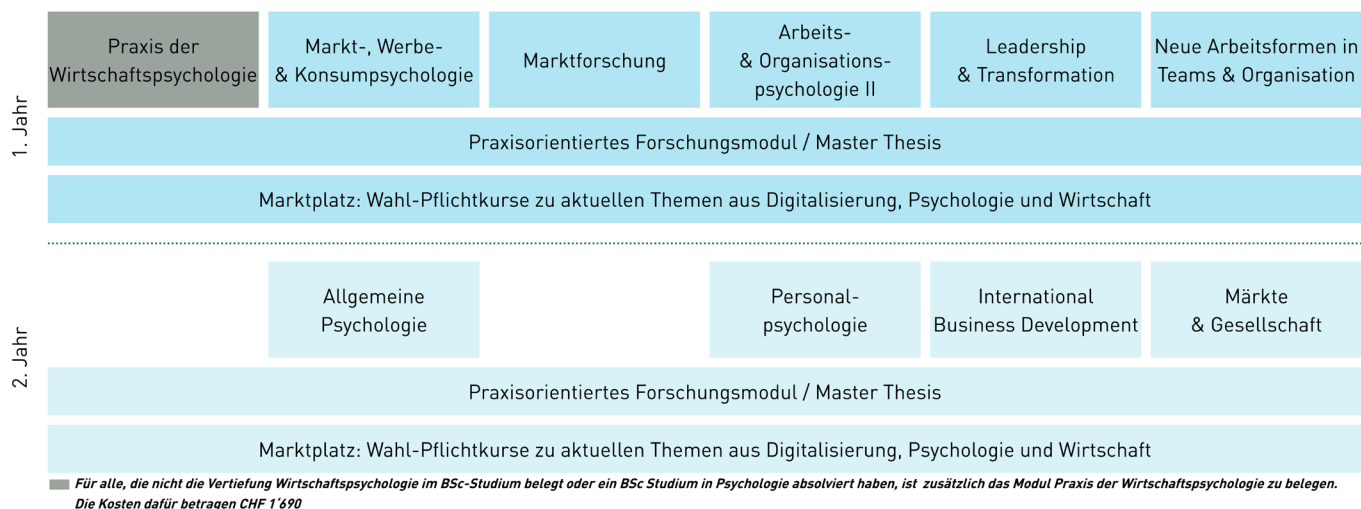 1. Jahr
Praxis der
Wirtschaftspsychologie
Markt-, Werbe-
& Konsumpsychologie
Marktforschung
Arbeits-
& Organisations-
psychologie II
Leadership
& Transformation
Neue Arbeitsformen in
Teams & Organisation
Praxisorientiertes Forschungsmodul / Master Thesis
Marktplatz: Wahl-Pflichtkurse zu aktuellen Themen aus Digitalisierung, Psychologie und Wirtschaft
2. Jahr
Allgemeine
Psychologie
Personal-
psychologie
International
Business Development
Märkte
& Gesellschaft
Praxisorientiertes Forschungsmodul / Master Thesis
Marktplatz: Wahl-Pflichtkurse zu aktuellen Themen aus Digitalisierung, Psychologie und Wirtschaft
Für alle, die nicht die Vertiefung Wirtschaftspsychologie im BSc-Studium belegt oder ein BSc Studium in Psychologie absolviert haben, ist zusätzlich das Modul Praxis der Wirtschaftspsychologie zu belegen.
Die Kosten dafür betragen CHF 1‘690